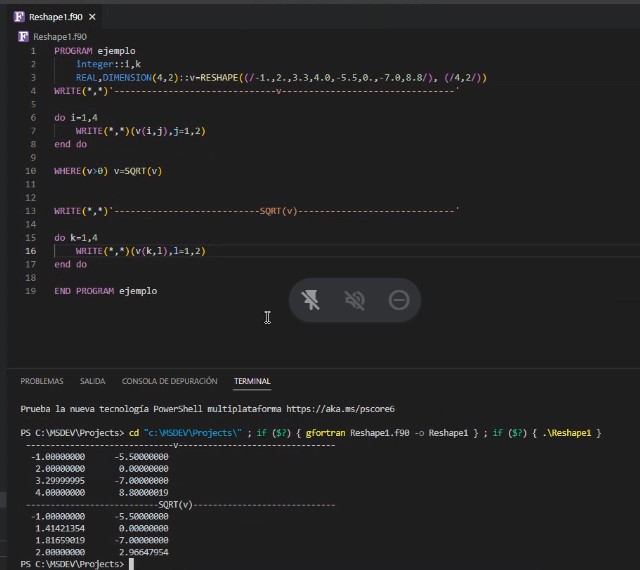 Reshape1.f90
Reshape1.f90
1 PROGRAM ejemplo
2 integer::i,k
3 REAL,DIMENSION(4,2)::v=RESHAPE((/-1.,2.,3.3,4.0,-5.5,0.,-7.0,8.8/), (/4,2/))
4 WRITE(*,*)'------------------------------v--------------------------------'
5
6 do i=1,4
7 WRITE(*,*)(v(i,j),j=1,2)
8 end do
9
10 WHERE(v>0) v=SQRT(v)
11
12
13 WRITE(*,*)'---------------------------SQRT(v)-----------------------------'
14
15 do k=1,4
16 WRITE(*,*)(v(k,l),l=1,2)
17 end do
18
19 END PROGRAM ejemplo
PROBLEMAS SALIDA CONSOLA DE DEPURACIÓN TERMINAL
Prueba la nueva tecnología PowerShell multiplataforma https://aka.ms/pscore6
PS C:\MSDEV\Projects> cd "c:\MSDEV\Projects\" ; if ($?) { gfortran Reshape1.f90 -o Reshape1 } ; if ($?) { .\Reshape1 }
------------------------------v--------------------------------
-1.00000000 -5.50000000
2.00000000 0.00000000
3.29999995 -7.00000000
4.00000000 8.80000019
---------------------------SQRT(v)-----------------------------
-1.00000000 -5.50000000
1.41421354 0.00000000
1.81659019 -7.00000000
2.00000000 2.96647954
PS C:\MSDEV\Projects>